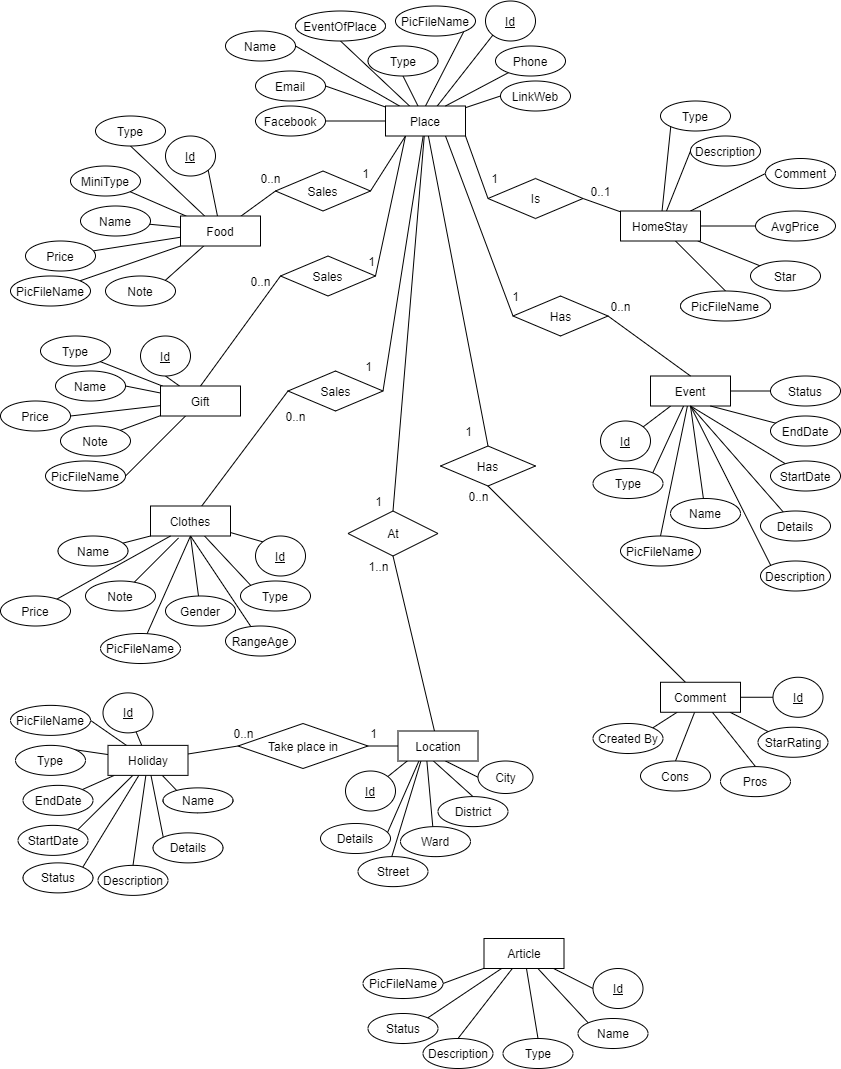 EventOfPlace
PicFileName
Id
Name
Type
Phone
Email
LinkWeb
Facebook
Place
Type
Id
0..n
Sales
1
1
Is
0..1
Type
Description
Comment
MiniType
Name
Food
HomeStay
AvgPrice
Price
PicFileName
Note
Star
PicFileName
0..n
Sales
1
1
Has
0..n
Type
Id
Name
Gift
Price
Note
PicFileName
Sales
1
0..n
Event
Status
Id
EndDate
Type
StartDate
Name
Details
PicFileName
Description
1
Has
0..n
Clothes
Name
Id
Note
Type
Price
Gender
PicFileName
RangeAge
1
At
1..n
Comment
Id
Created By
StarRating
Cons
Pros
PicFileName
Id
0..n
Take place in
1
Location
Type
Holiday
EndDate
Name
StartDate
Details
Status
Description
City
Id
District
Details
Ward
Street
Article
PicFileName
Id
Status
Name
Description
Type